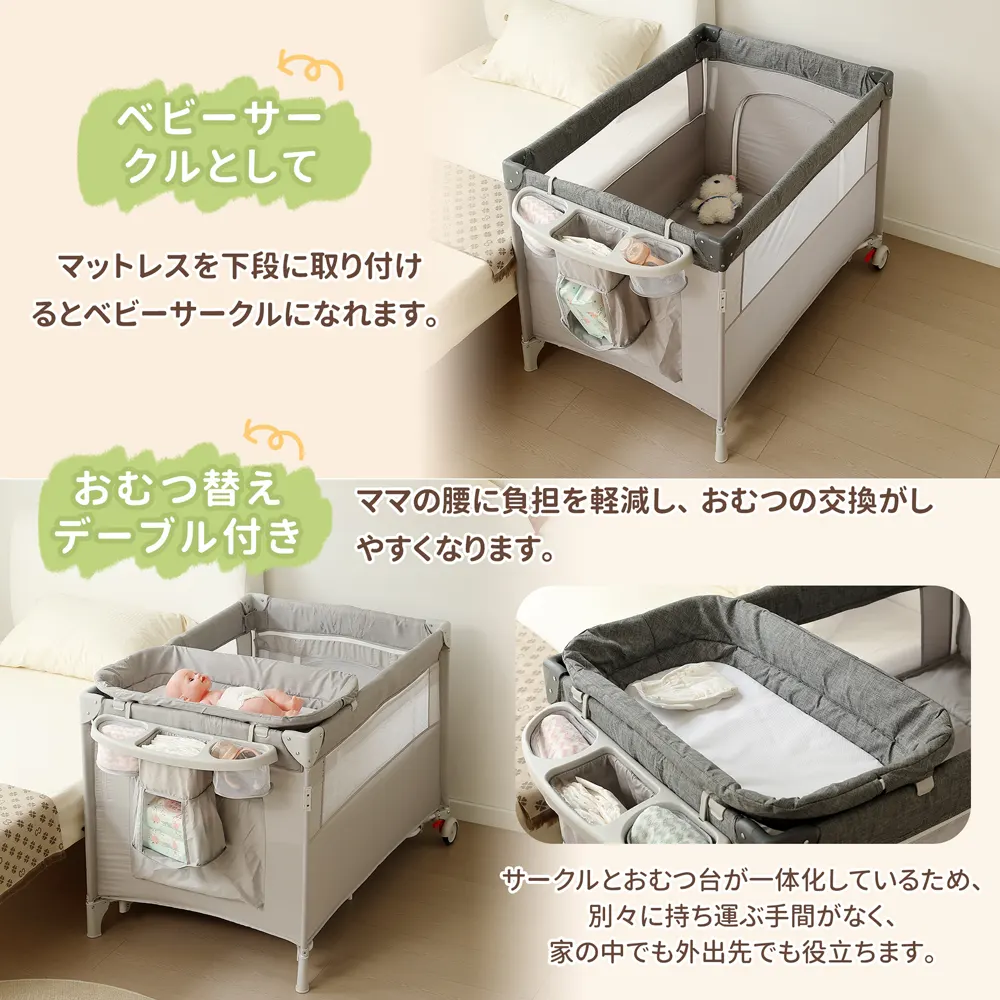 ベビーサー
クルとして
マットレスを下段に取り付け
るとベビーサークルになれます。
おむつ替え
デーブル付き
ママの腰に負担を軽減し、おむつの交換がし
やすくなります。
サークルとおむつ台が一体化しているため、
別々に持ち運ぶ手間がなく、
家の中でも外出先でも役立ちます。